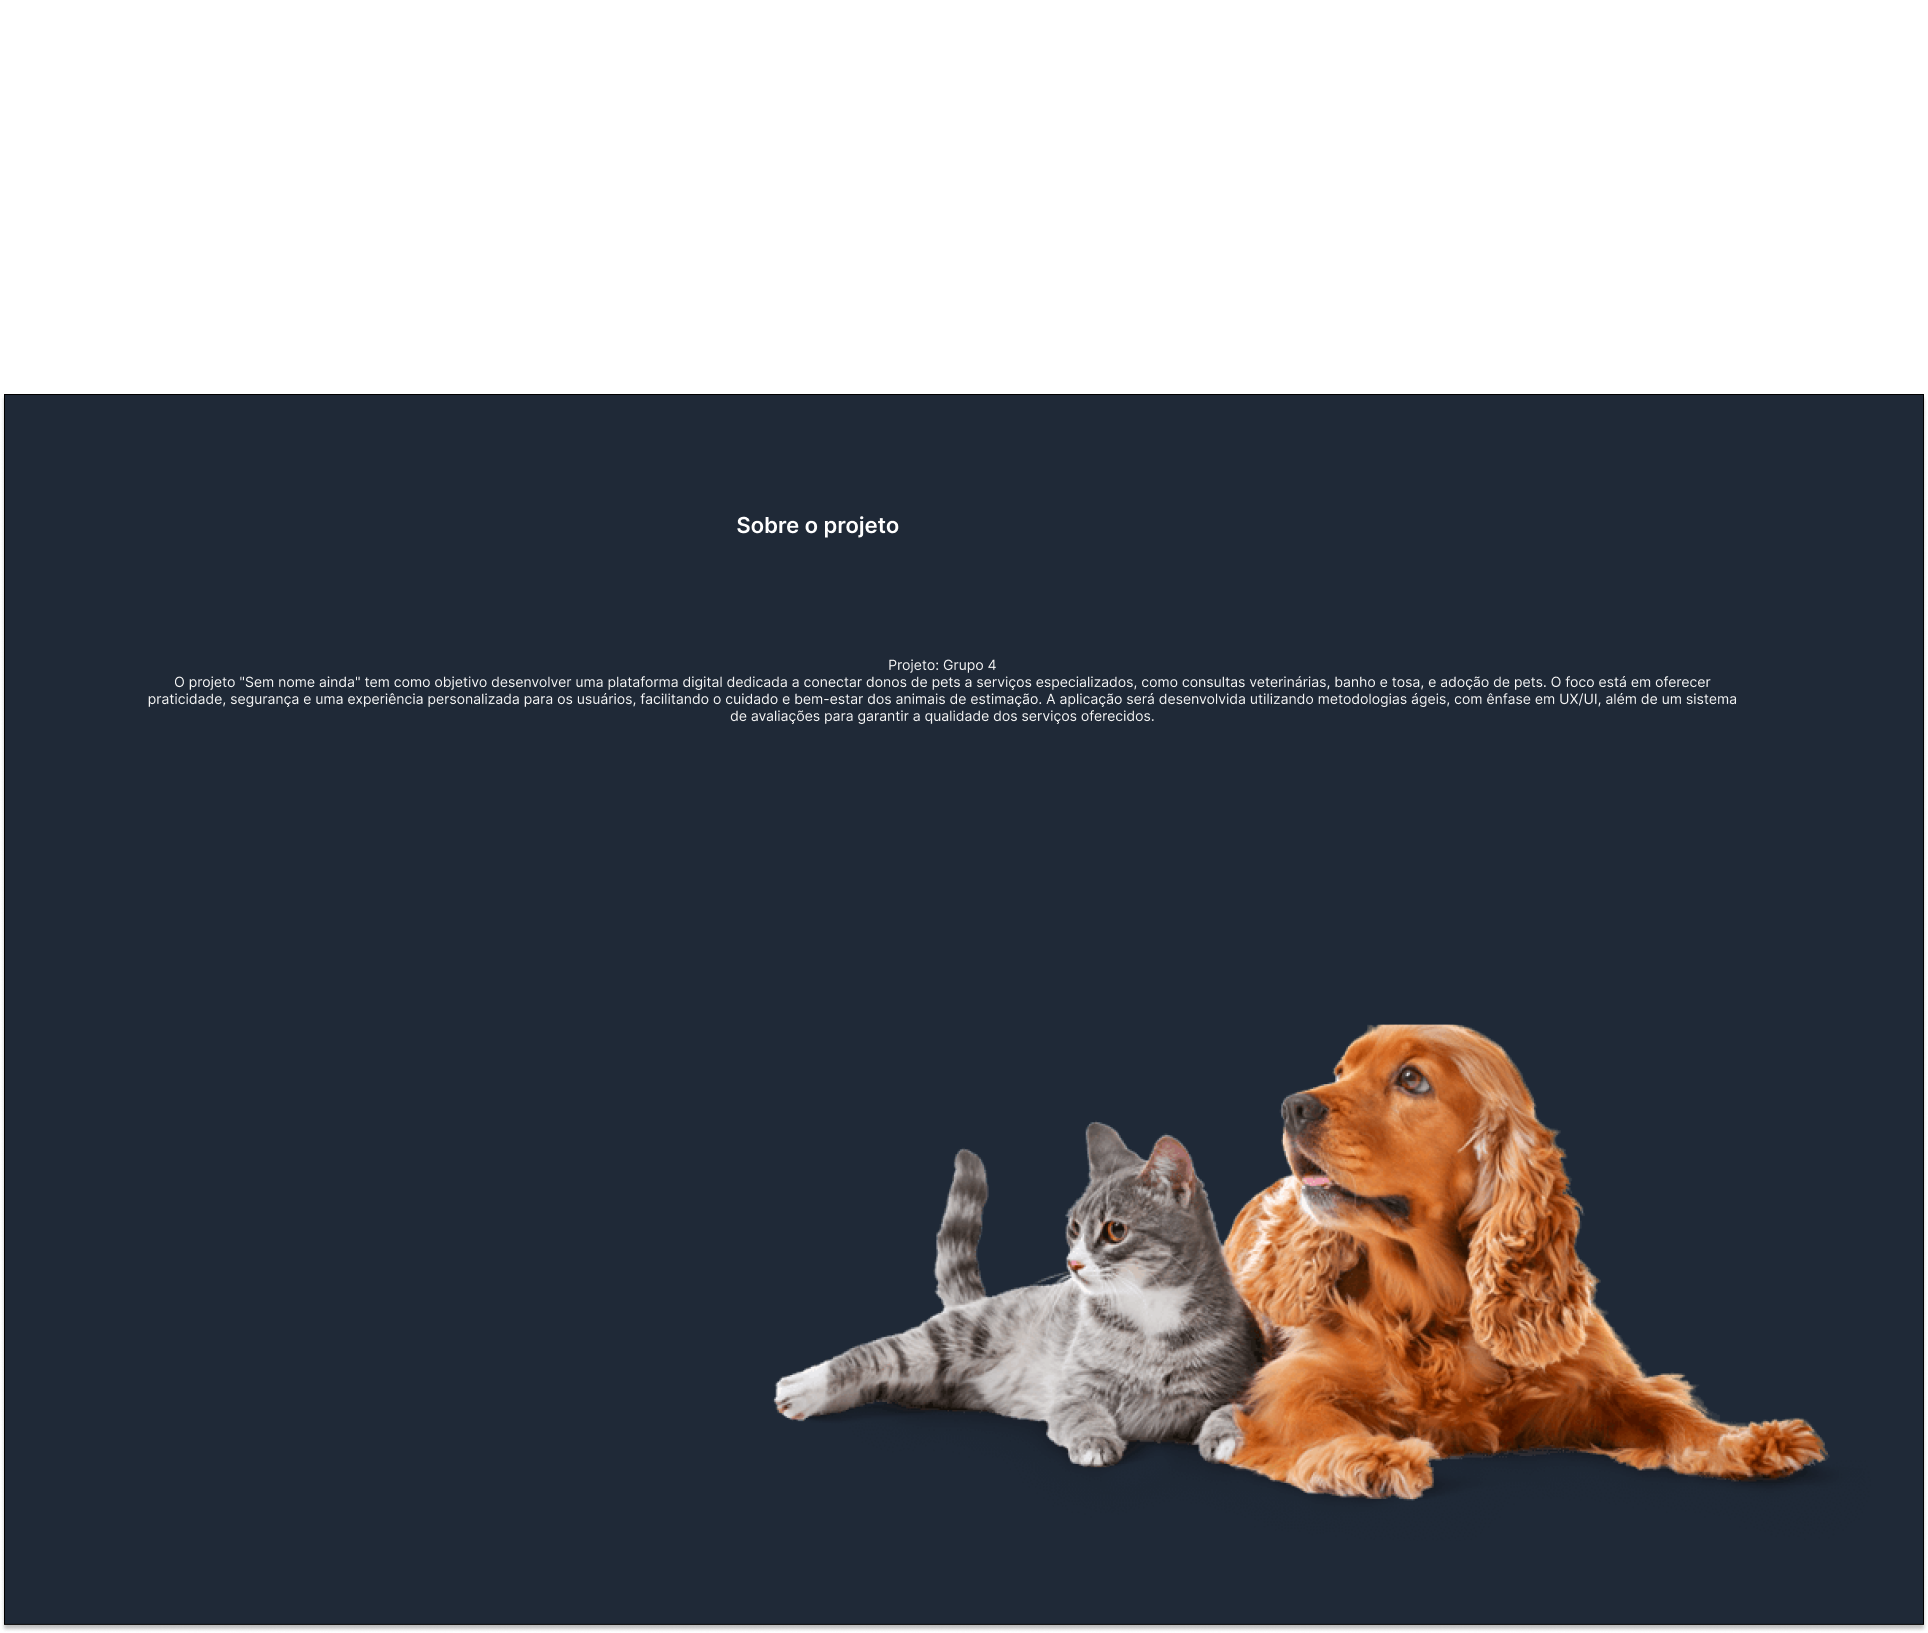 Sobre o projeto
Projeto: Grupo 4
O projeto "Sem nome ainda" tem como objetivo desenvolver uma plataforma digital dedicada a conectar donos de pets a serviços especializados, como consultas veterinárias, banho e tosa, e adoção de pets. O foco está em oferecer
praticidade, segurança e uma experiência personalizada para os usuários, facilitando o cuidado e bem-estar dos animais de estimação. A aplicação será desenvolvida utilizando metodologias ágeis, com ênfase em UX/UI, além de um sistema
de avaliações para garantir a qualidade dos serviços oferecidos.